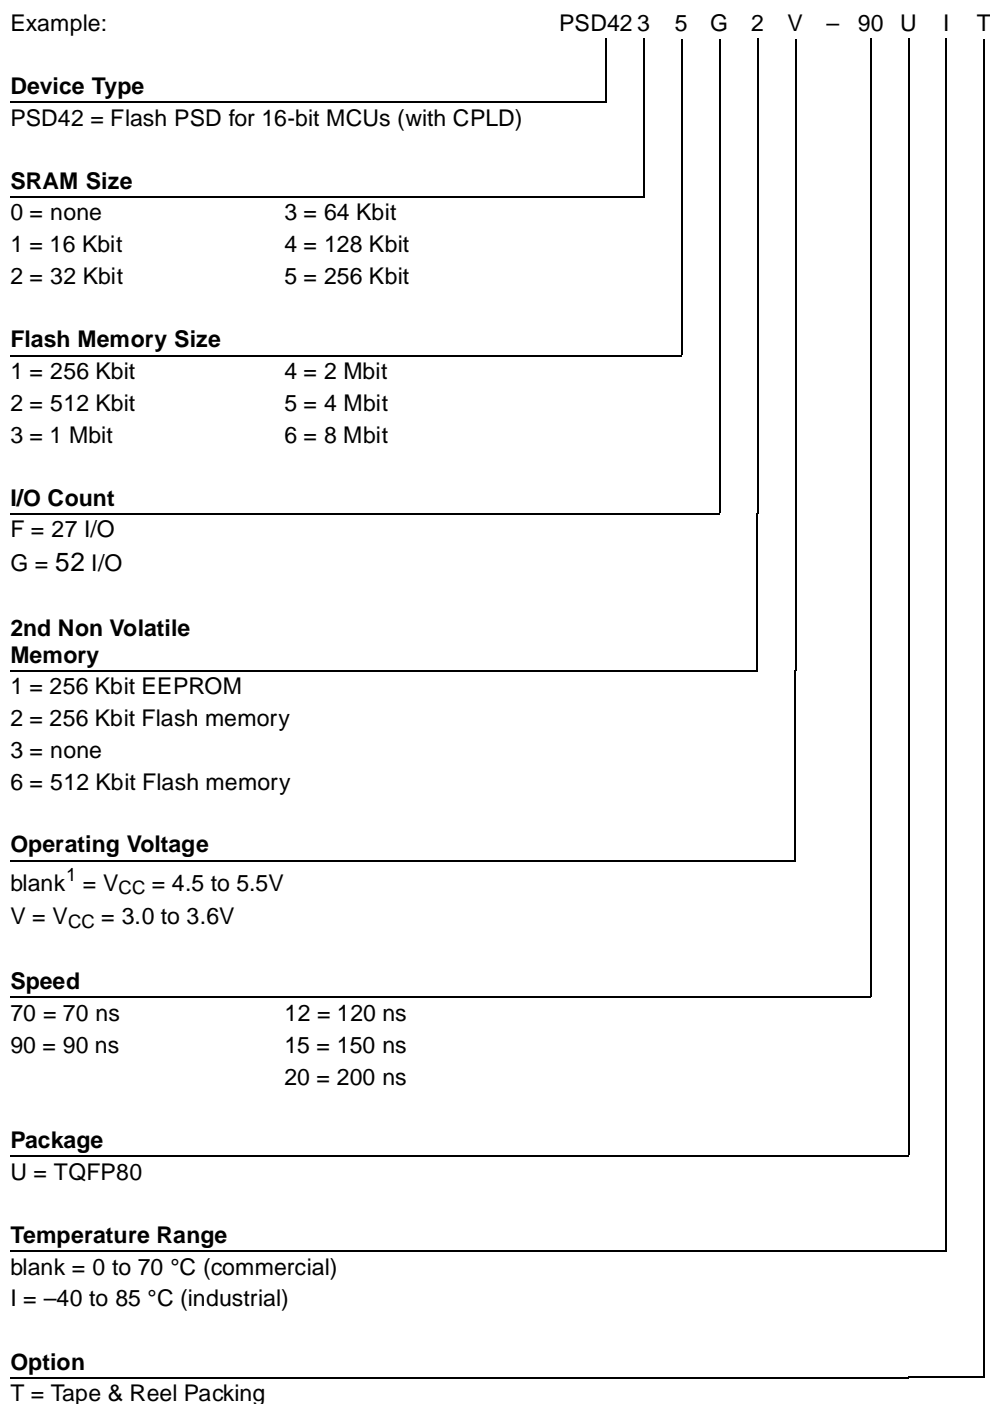 Example: PSD42 3 5 G 2 V – 90 U I T
Device Type
PSD42 = Flash PSD for 16-bit MCUs (with CPLD)
SRAM Size
0 = none 3 = 64 Kbit
1 = 16 Kbit 4 = 128 Kbit
2 = 32 Kbit 5 = 256 Kbit
Flash Memory Size
1 = 256 Kbit 4 = 2 Mbit
2 = 512 Kbit 5 = 4 Mbit
3 = 1 Mbit 6 = 8 Mbit
I/O Count
F = 27 I/O
G = 52 I/O
2nd Non Volatile
Memory
1 = 256 Kbit EEPROM
2 = 256 Kbit Flash memory
3 = none
6 = 512 Kbit Flash memory
Operating Voltage
blank1 = VCC = 4.5 to 5.5V
V = VCC = 3.0 to 3.6V
Speed
70 = 70 ns 12 = 120 ns
90 = 90 ns 15 = 150 ns
20 = 200 ns
Package
U = TQFP80
Temperature Range
blank = 0 to 70 °C (commercial)
I = –40 to 85 °C (industrial)
Option
T = Tape & Reel Packing